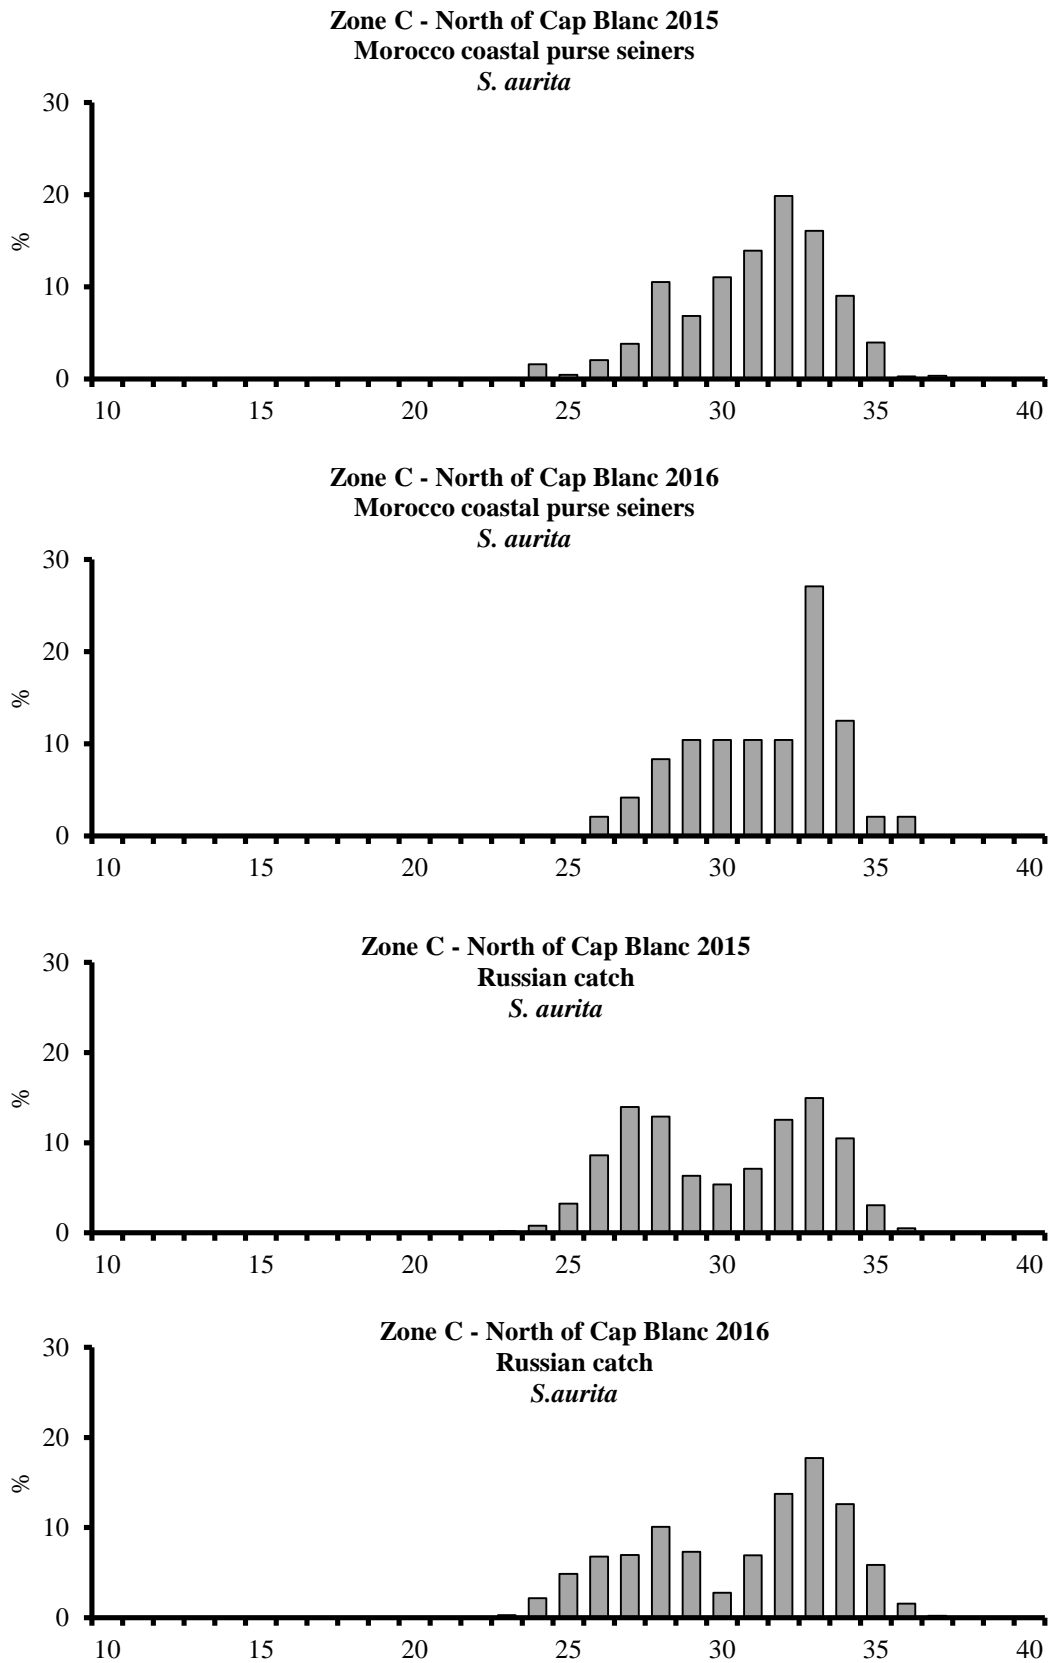 Zone C - North of Cap Blanc 2015
Morocco coastal purse seiners
S. aurita
30
20
10
0
%
10 15 20 25 30 35 40
Zone C - North of Cap Blanc 2016
Morocco coastal purse seiners
S. aurita
30
20
10
0
%
10 15 20 25 30 35 40
Zone C - North of Cap Blanc 2015
Russian catch
S. aurita
30
20
10
0
%
10 15 20 25 30 35 40
Zone C - North of Cap Blanc 2016
Russian catch
S.aurita
30
20
10
0
%
10 15 20 25 30 35 40